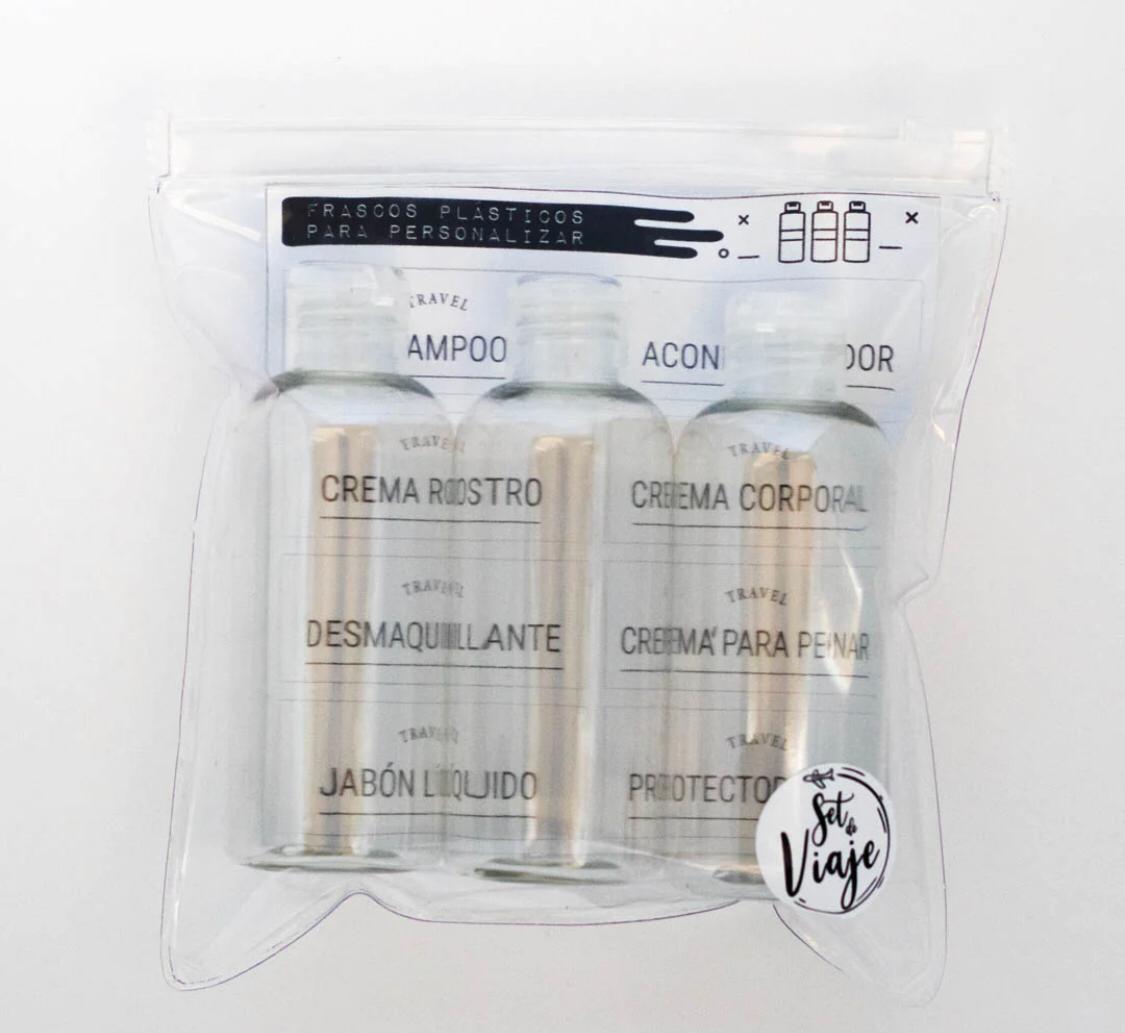 FRASCOS PLÁSTICOS
PARA PERSONALIZAR
TRAVEL
AMPOO
ACON DOR
TRAVEL
TRAVEL
CREMA ROSTRO
CREMA CORPORAL
TRAVEL
TRAVEL
DESMAQUILLANTE
CREMA PARA PEINAR
TRAVEL
TRAVEL
JABÓN LÍQUIDO
PROTECTOR
Set de
Viaje